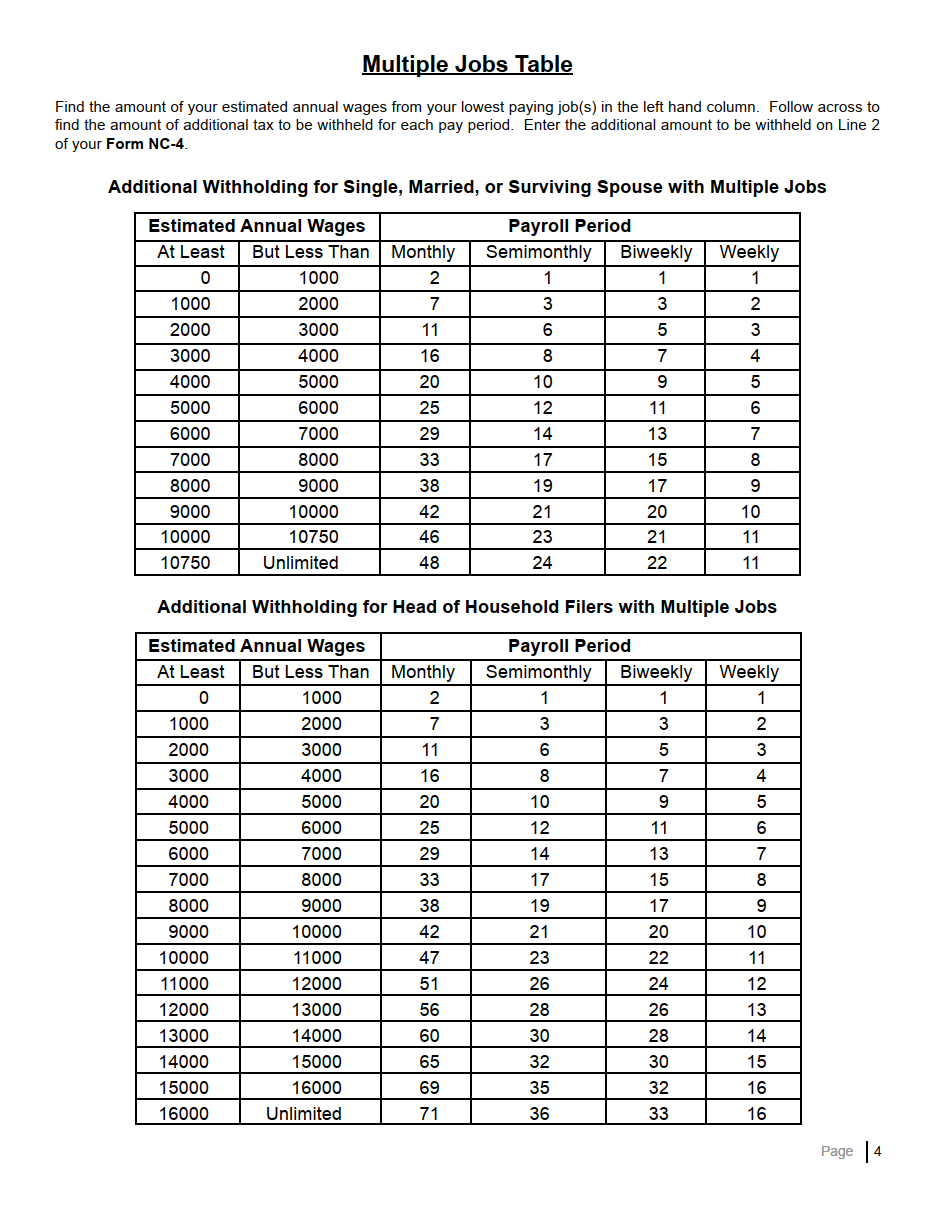 Multiple Jobs Table
Find the amount of your estimated annual wages from your lowest paying job(s) in the left hand column. Follow across to
find the amount of additional tax to be withheld for each pay period. Enter the additional amount to be withheld on Line 2
of your Form NC-4.
Additional Withholding for Single, Married, or Surviving Spouse with Multiple Jobs
Estimated Annual Wages Payroll Period
At Least But Less Than Monthly Semimonthly Biweekly Weekly
0 1000 2 1 1 1
1000 2000 7 3 3 2
2000 3000 11 6 5 3
3000 4000 16 8 7 4
4000 5000 20 10 9 5
5000 6000 25 12 11 6
6000 7000 29 14 13 7
7000 8000 33 17 15 8
8000 9000 38 19 17 9
9000 10000 42 21 20 10
10000 10750 46 23 21 11
10750 Unlimited 48 24 22 11
Additional Withholding for Head of Household Filers with Multiple Jobs
Estimated Annual Wages Payroll Period
At Least But Less Than Monthly Semimonthly Biweekly Weekly
0 1000 2 1 1 1
1000 2000 7 3 3 2
2000 3000 11 6 5 3
3000 4000 16 8 7 4
4000 5000 20 10 9 5
5000 6000 25 12 11 6
6000 7000 29 14 13 7
7000 8000 33 17 15 8
8000 9000 38 19 17 9
9000 10000 42 21 20 10
10000 11000 47 23 22 11
11000 12000 51 26 24 12
12000 13000 56 28 26 13
13000 14000 60 30 28 14
14000 15000 65 32 30 15
15000 16000 69 35 32 16
16000 Unlimited 71 36 33 16
Page 4